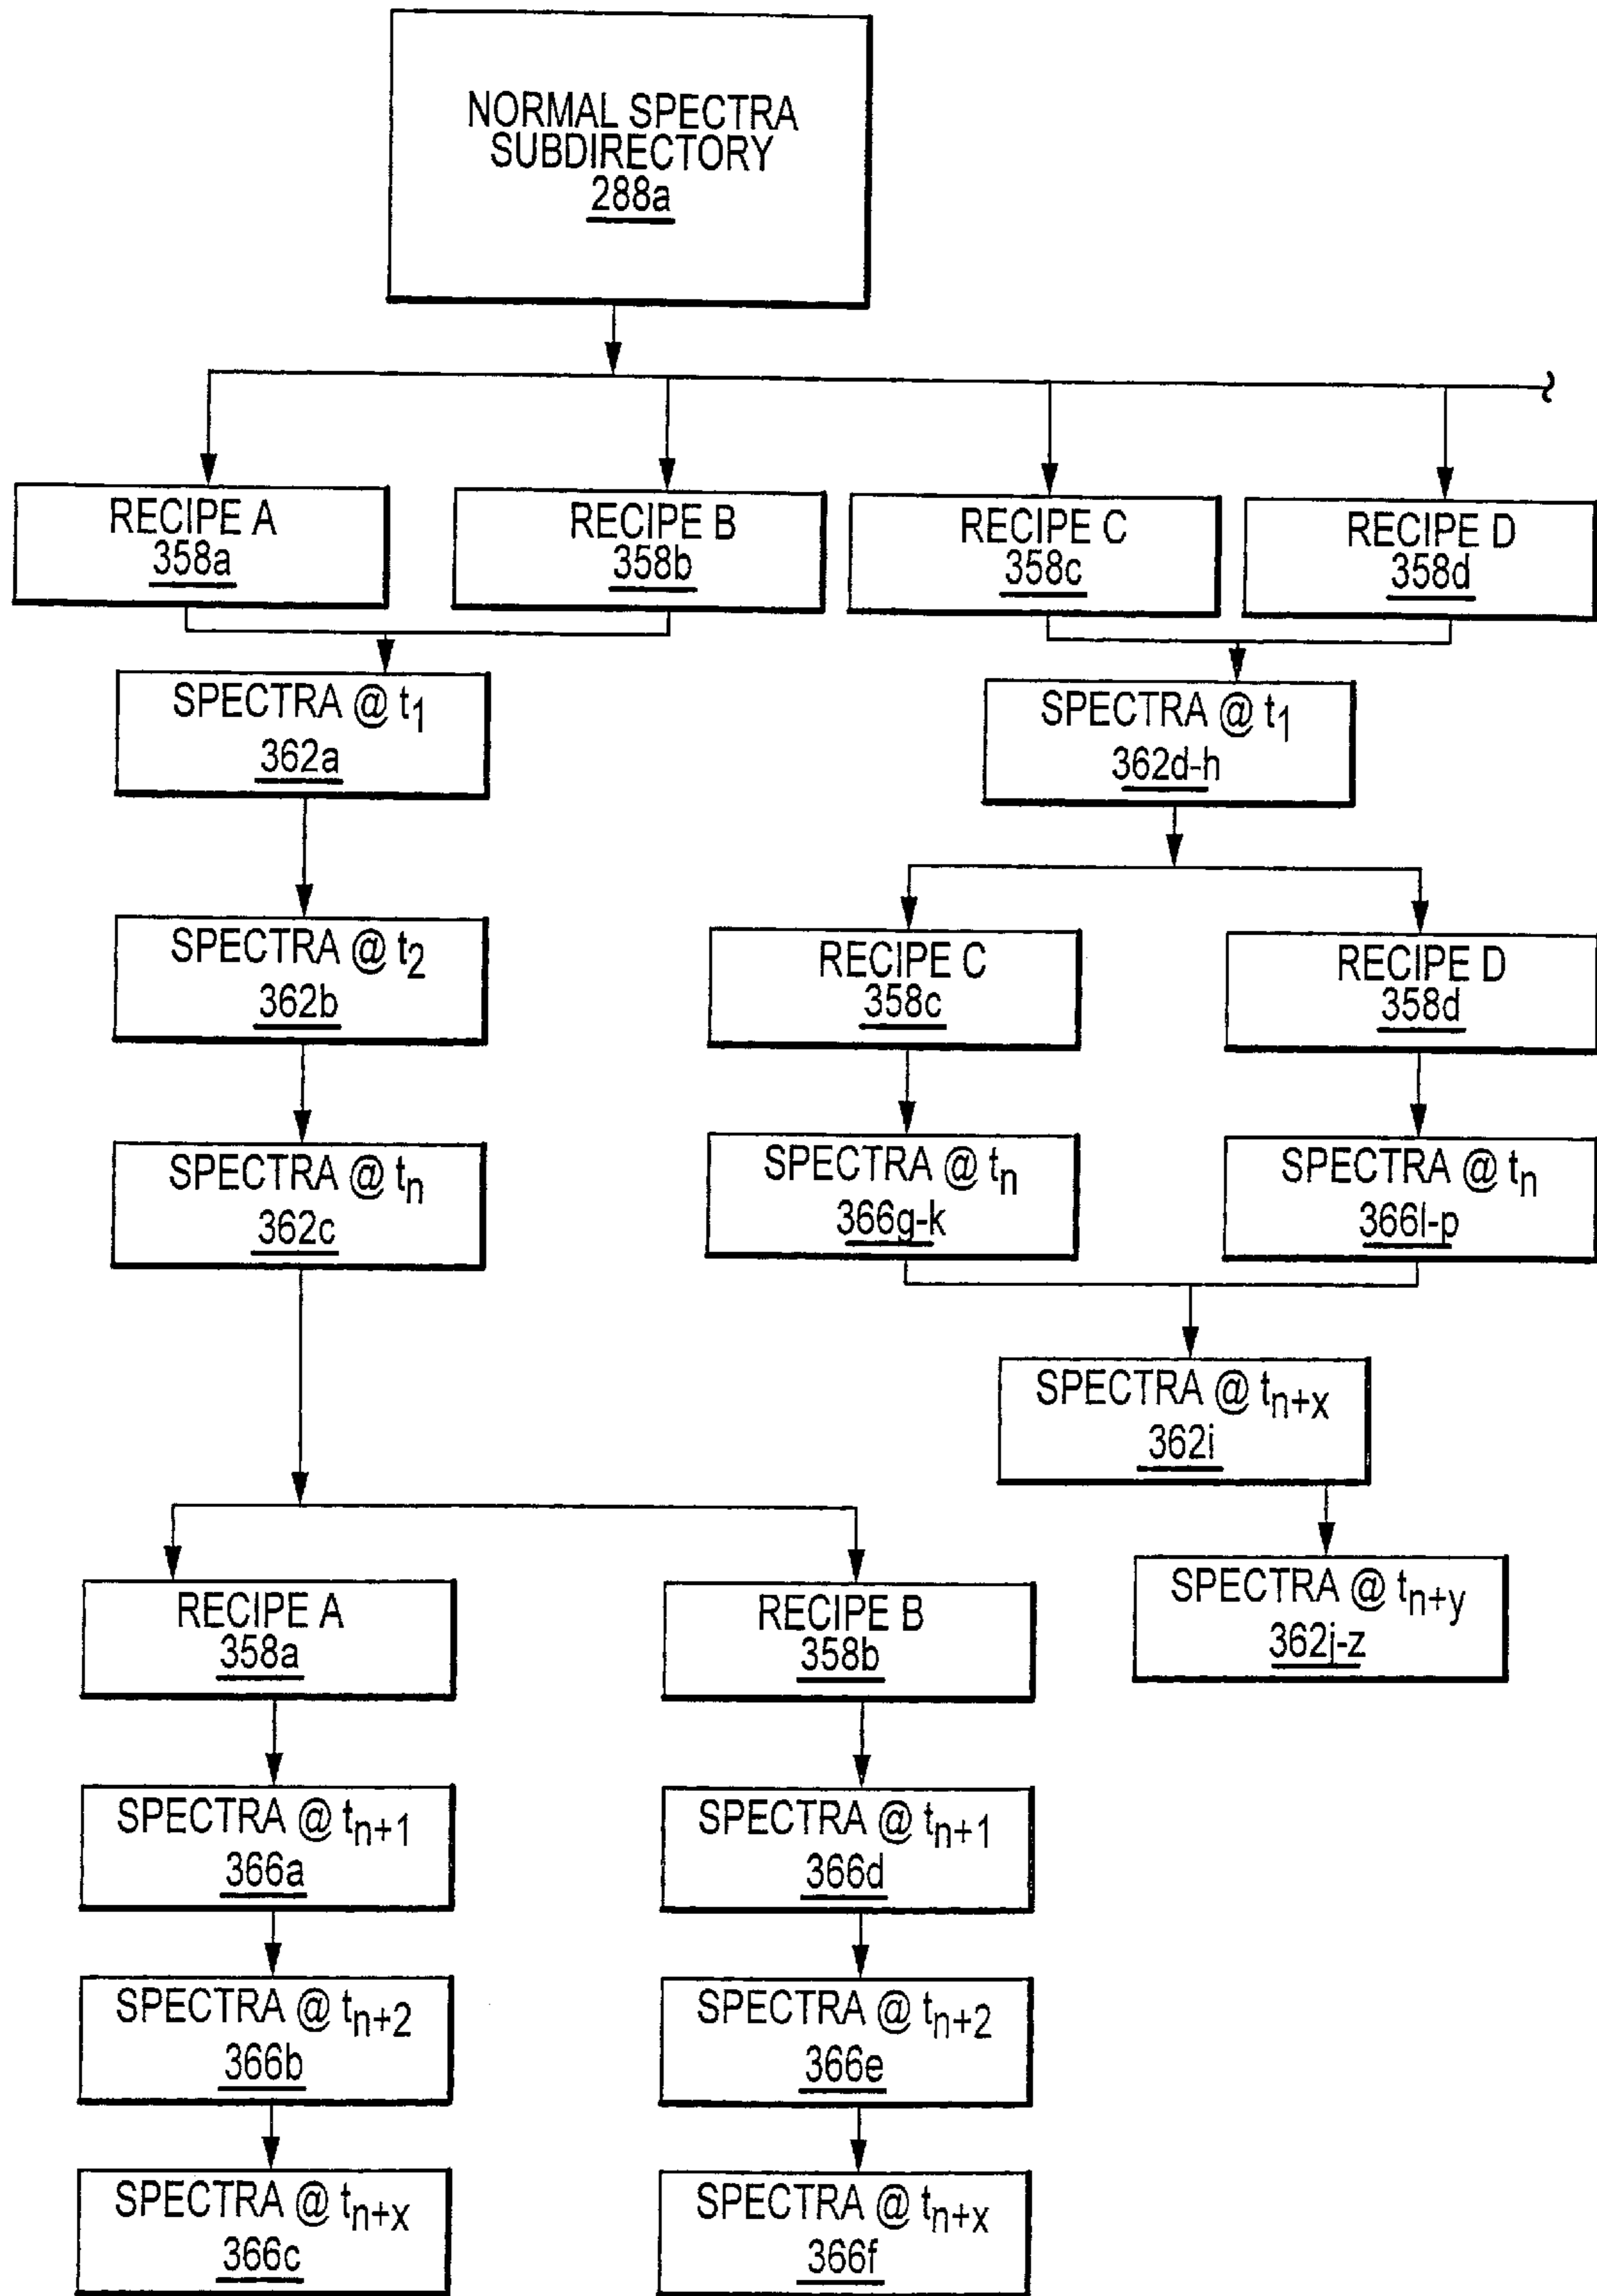 NORMAL SPECTRA
SUBDIRECTORY
288a
RECIPE A
358a
RECIPE B
358b
RECIPE C
358c
RECIPE D
358d
SPECTRA @ t1
362a
SPECTRA @ t1
362d-h
SPECTRA @ t2
362b
RECIPE C
358c
RECIPE D
358d
SPECTRA @ tn
362c
SPECTRA @ tn
366g-k
SPECTRA @ tn
366l-p
SPECTRA @ tn+x
362i
SPECTRA @ tn+y
362j-z
RECIPE A
358a
RECIPE B
358b
SPECTRA @ tn+1
366a
SPECTRA @ tn+1
366d
SPECTRA @ tn+2
366b
SPECTRA @ tn+2
366e
SPECTRA @ tn+x
366c
SPECTRA @ tn+x
366f